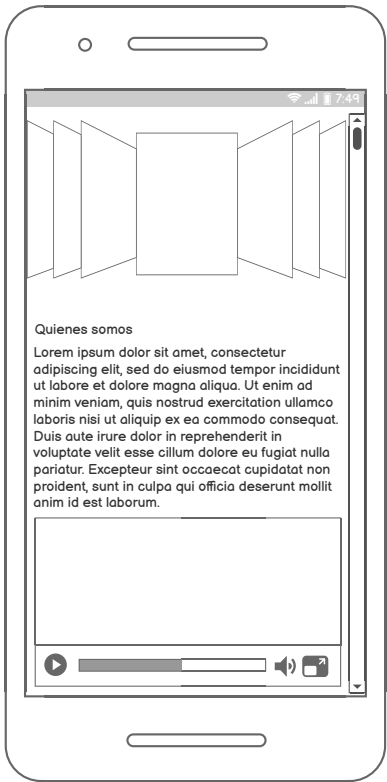 7:49
Quienes somos
Lorem ipsum dolor sit amet, consectetur
adipiscing elit, sed do eiusmod tempor incididunt
ut labore et dolore magna aliqua. Ut enim ad
minim veniam, quis nostrud exercitation ullamco
laboris nisi ut aliquip ex ea commodo consequat.
Duis aute irure dolor in reprehenderit in
voluptate velit esse cillum dolore eu fugiat nulla
pariatur. Excepteur sint occaecat cupidatat non
proident, sunt in culpa qui officia deserunt mollit
anim id est laborum.